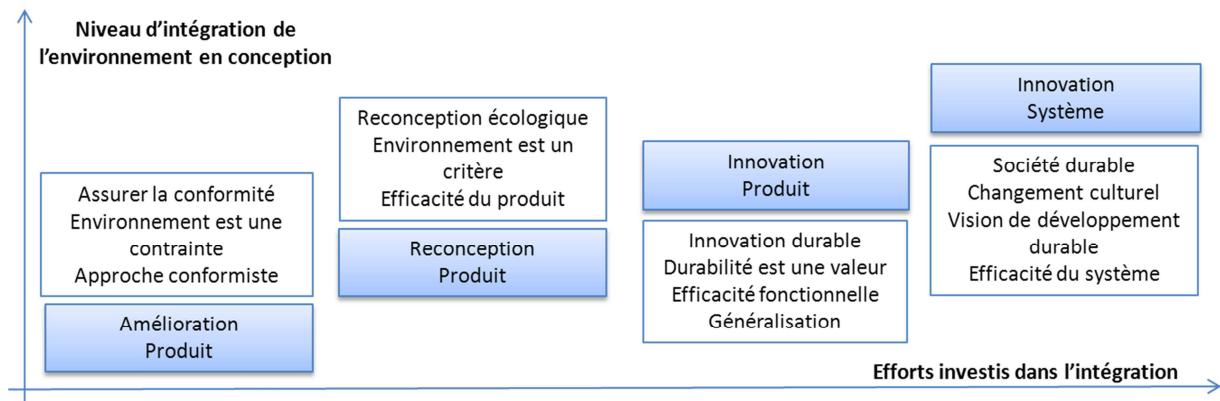 Niveau d'intégration de
l'environnement en conception
Assurer la conformité
Environnement est une
contrainte
Approche conformiste
Amélioration
Produit
Reconception écologique
Environnement est un
critère
Efficacité du produit
Reconception
Produit
Innovation
Produit
Innovation durable
Durabilité est une valeur
Efficacité fonctionnelle
Généralisation
Innovation
Système
Société durable
Changement culturel
Vision de développement
durable
Efficacité du système
Efforts investis dans l'intégration